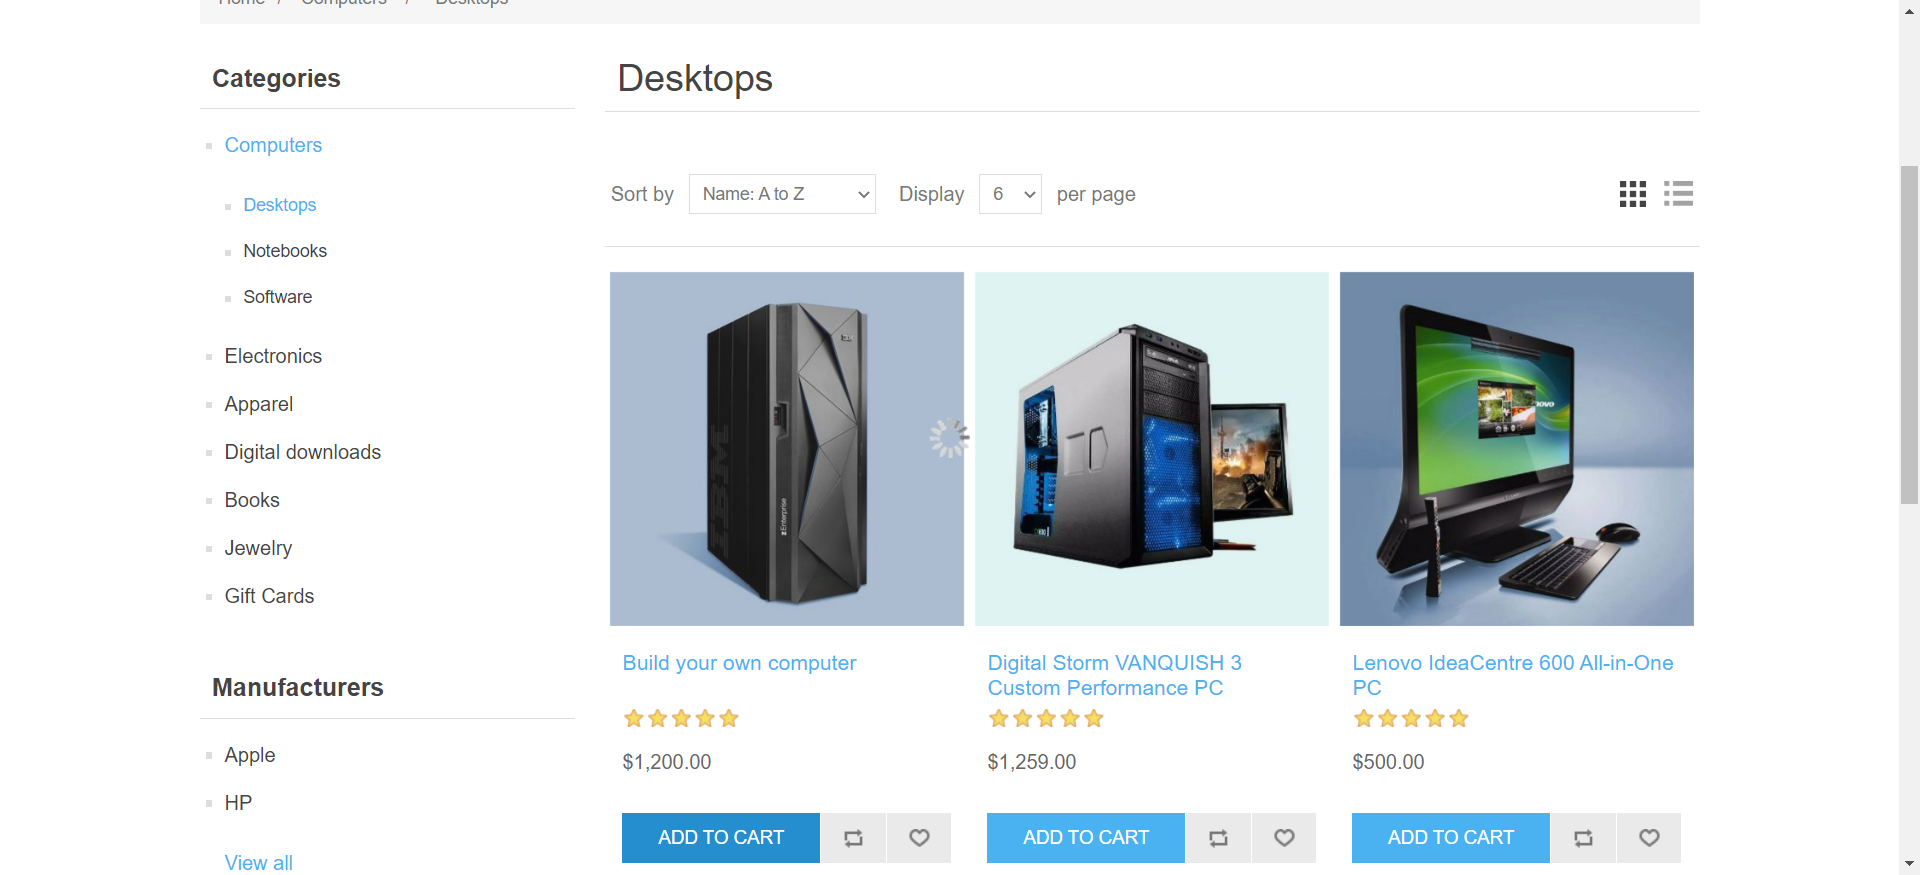 Home / Computers / Desktops
Categories
Computers
Desktops
Notebooks
Software
Electronics
Apparel
Digital downloads
Books
Jewelry
Gift Cards
Manufacturers
Apple
HP
View all
Desktops
Sort by Name: A to Z Display 6 per page
IBM
zEnterprise
lenovo
Build your own computer
$1,200.00
ADD TO CART
Digital Storm VANQUISH 3
Custom Performance PC
$1,259.00
ADD TO CART
Lenovo IdeaCentre 600 All-in-One
PC
$500.00
ADD TO CART